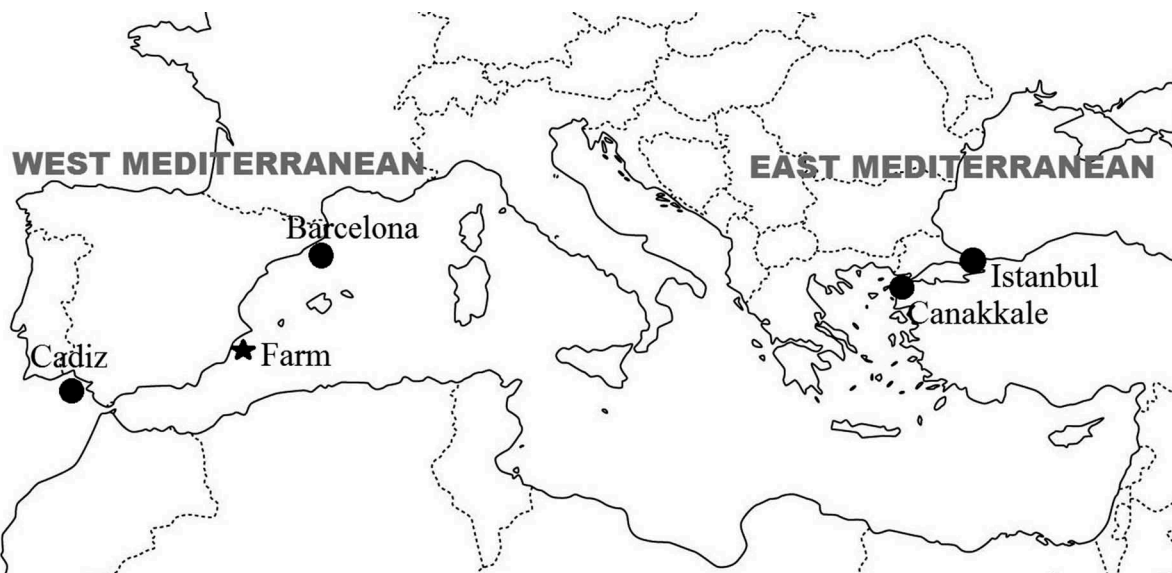 WEST MEDITERRANEAN
EAST MEDITERRANEAN
Barcelona
Istanbul
Canakkale
Cadiz
Farm